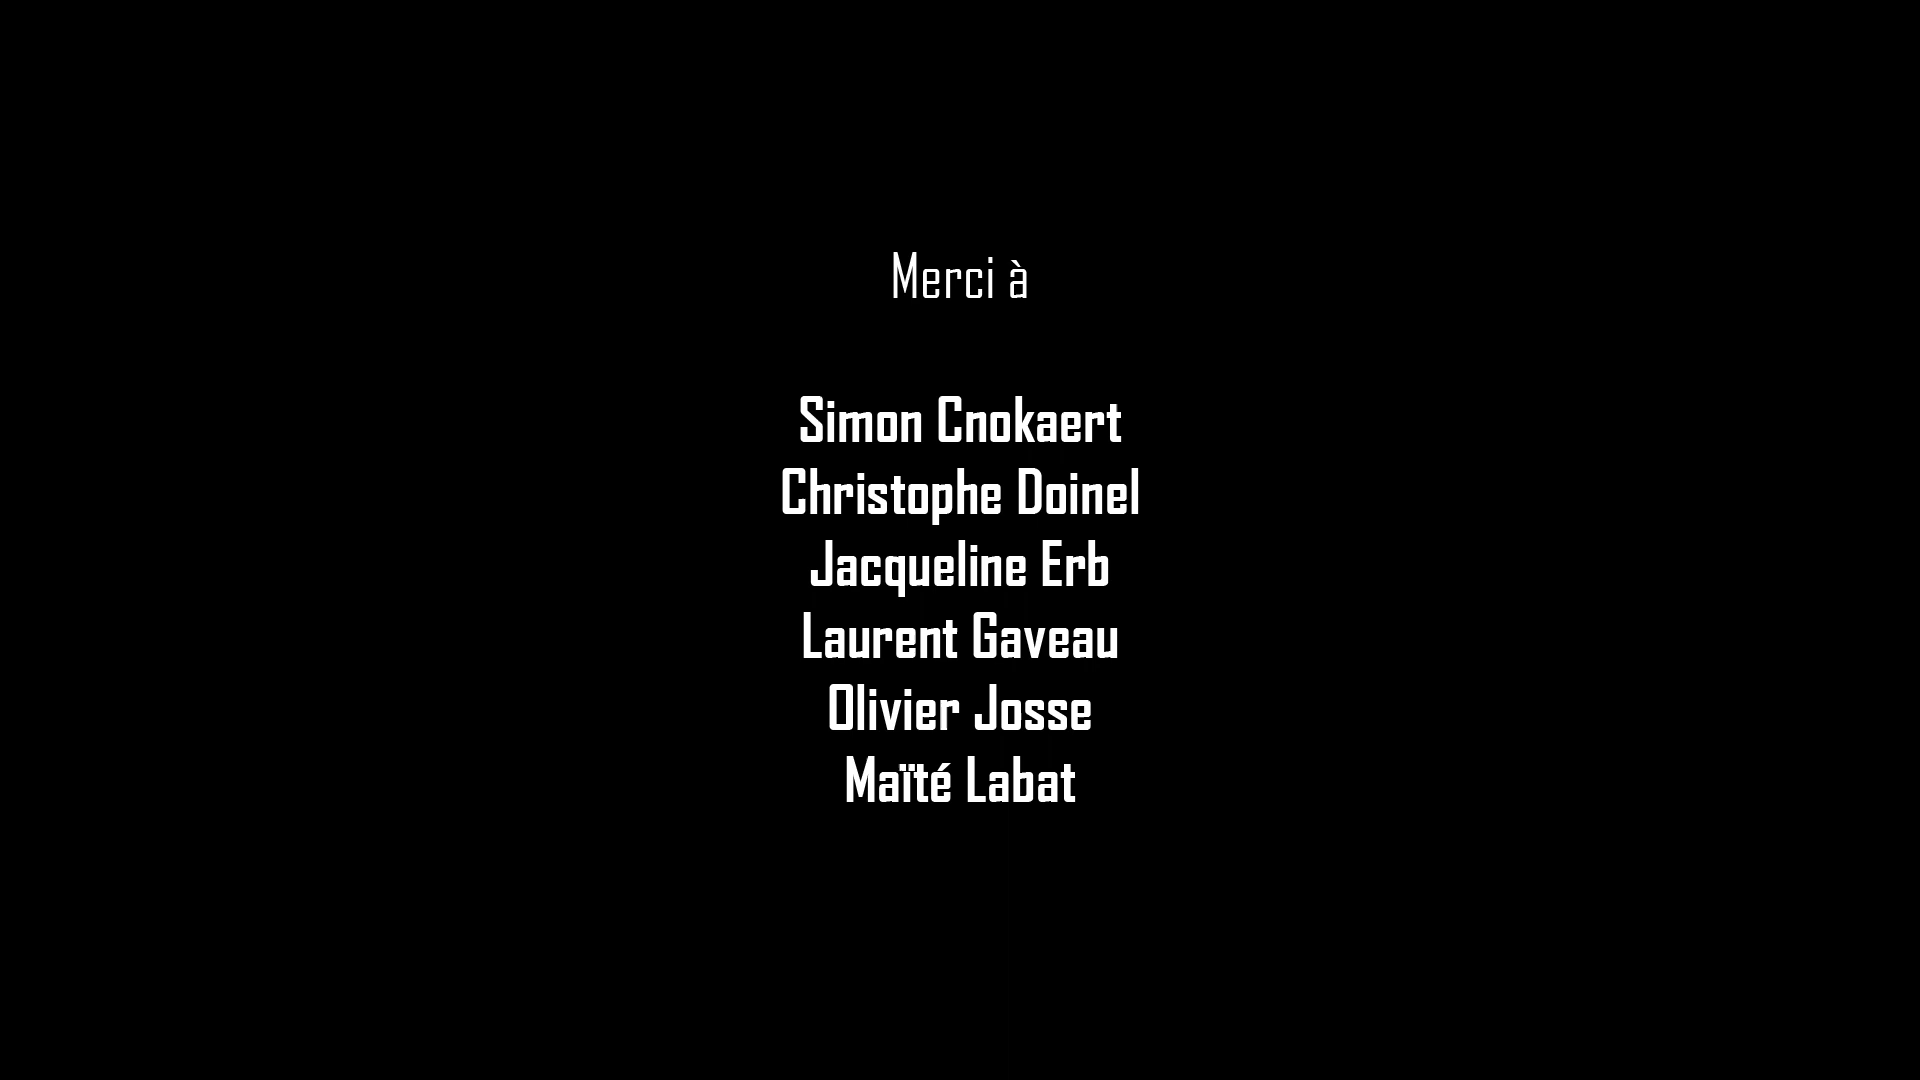 Merci à
Simon Cnokaert
Christophe Doinel
Jacqueline Erb
Laurent Gaveau
Olivier Josse
Maïté Labat